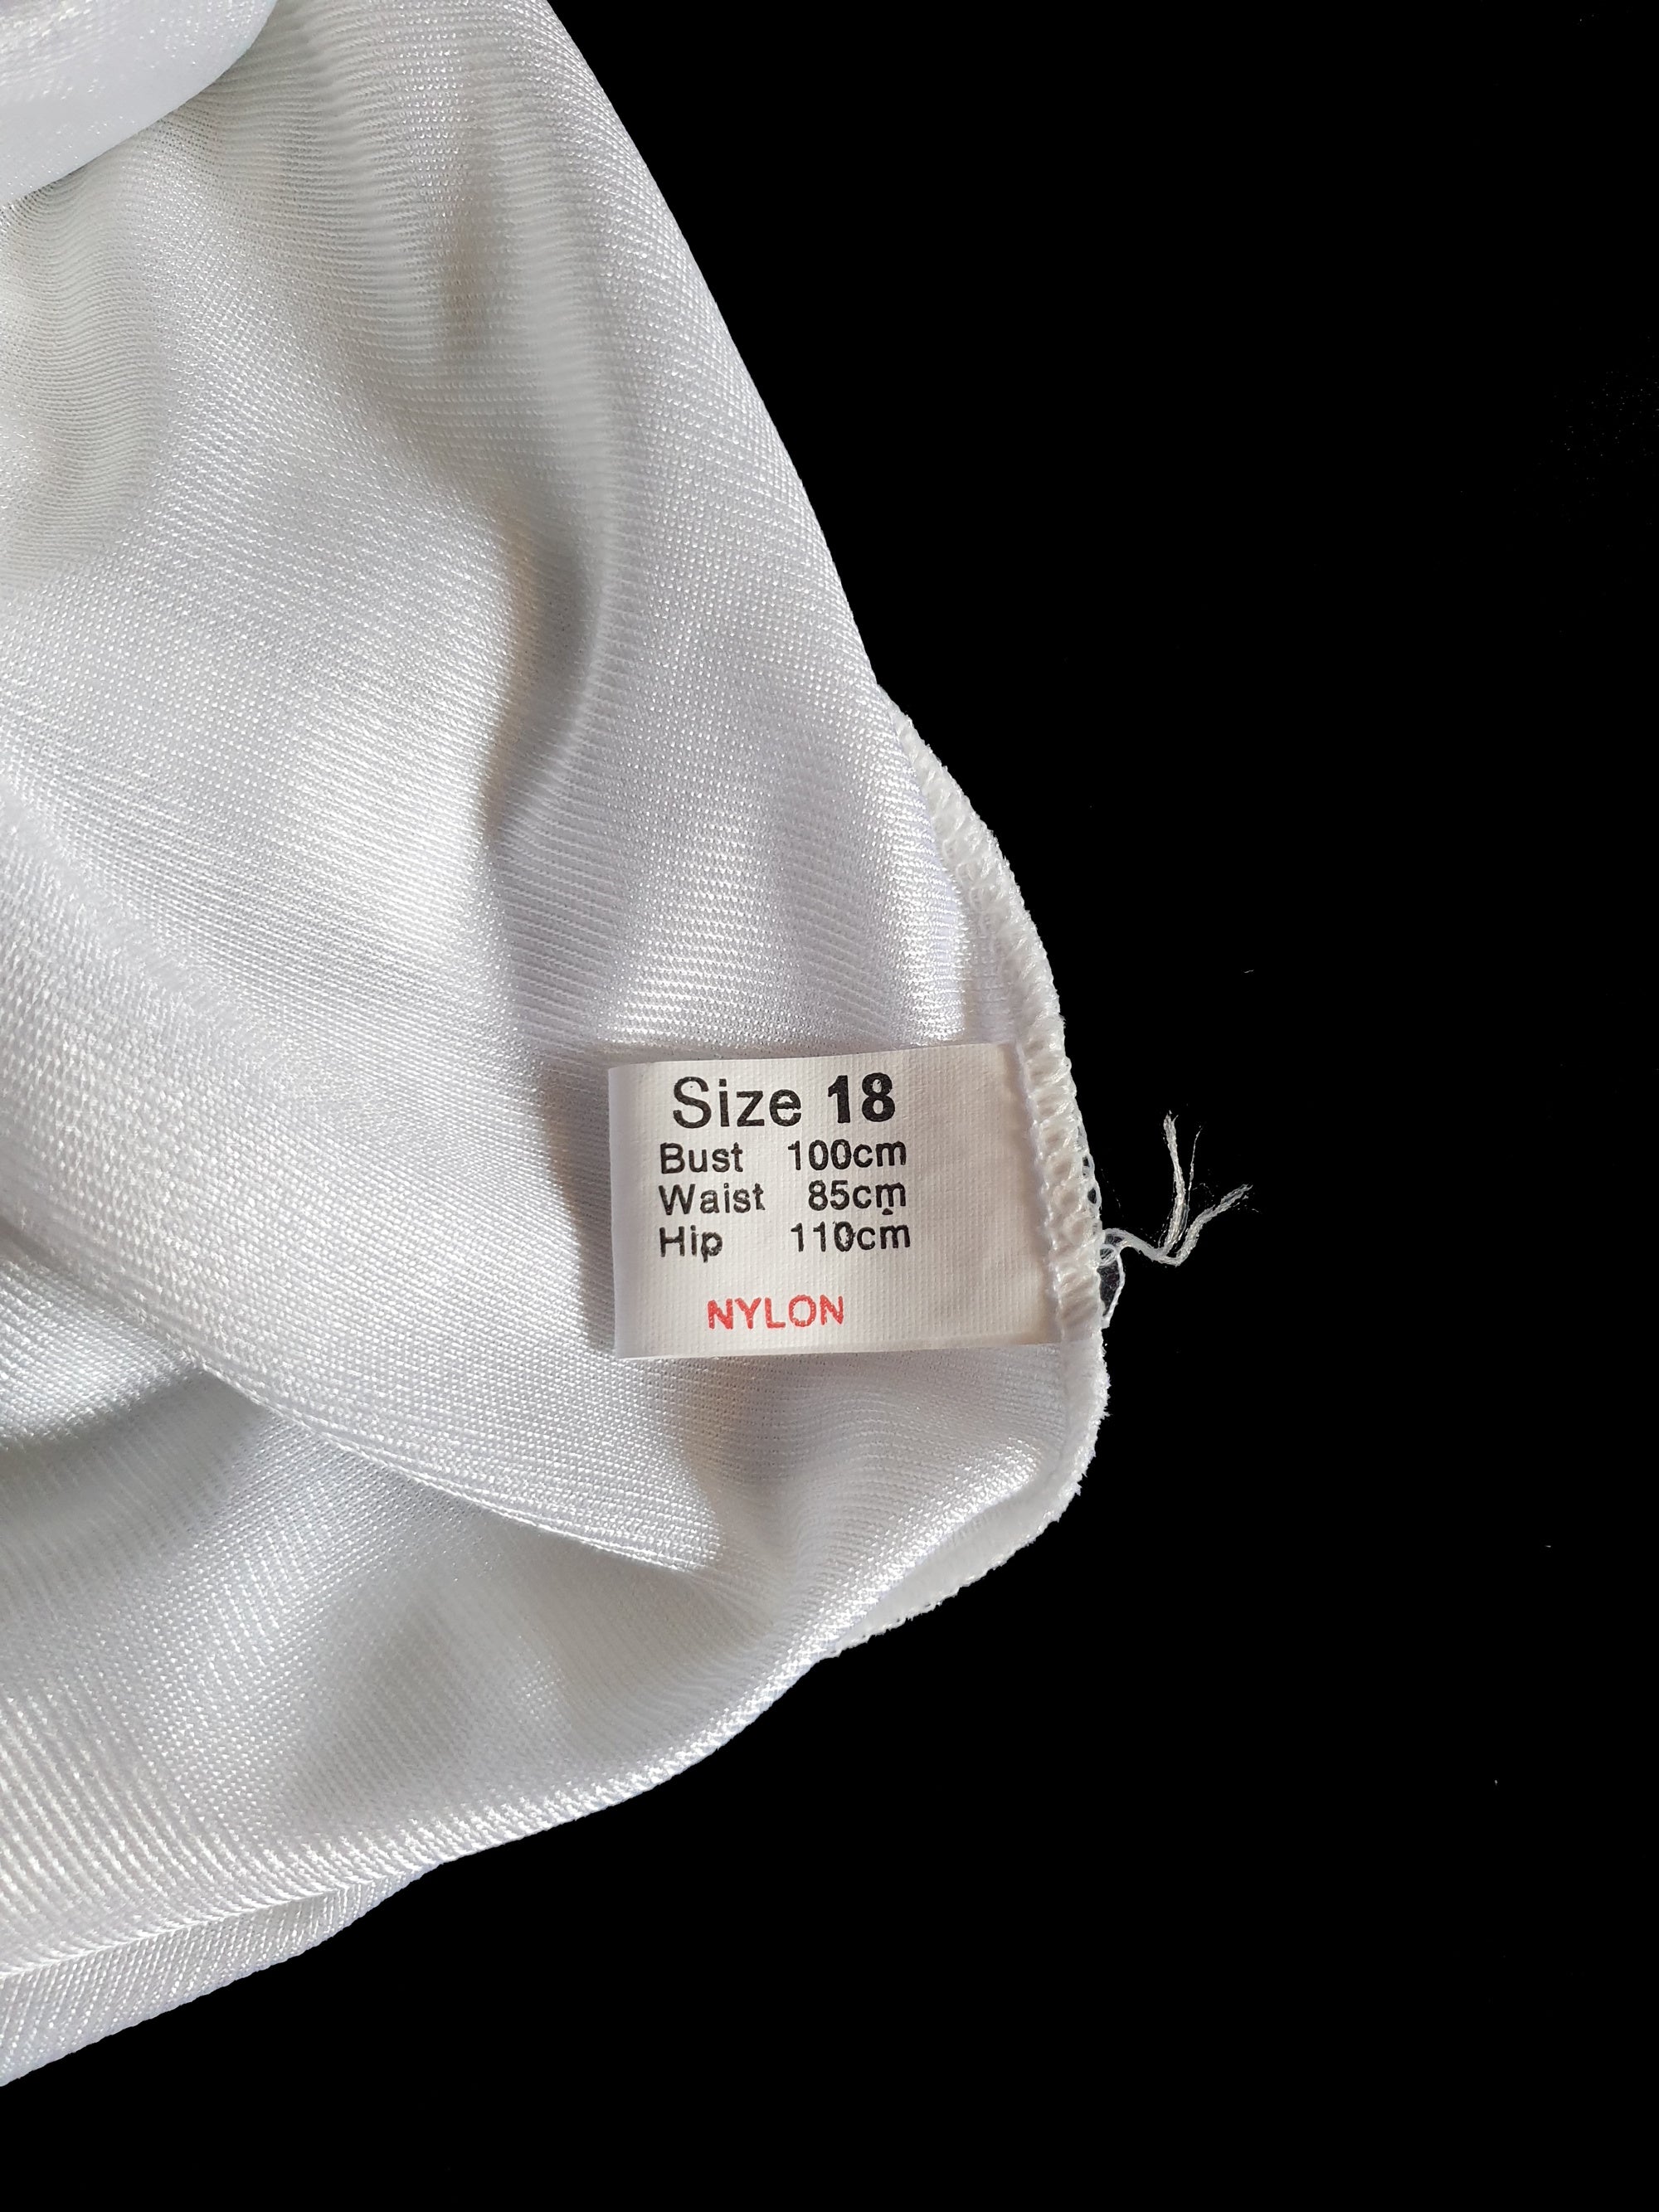 Size 18
Bust 100cm
Waist 85cm
Hip 110cm
NYLON